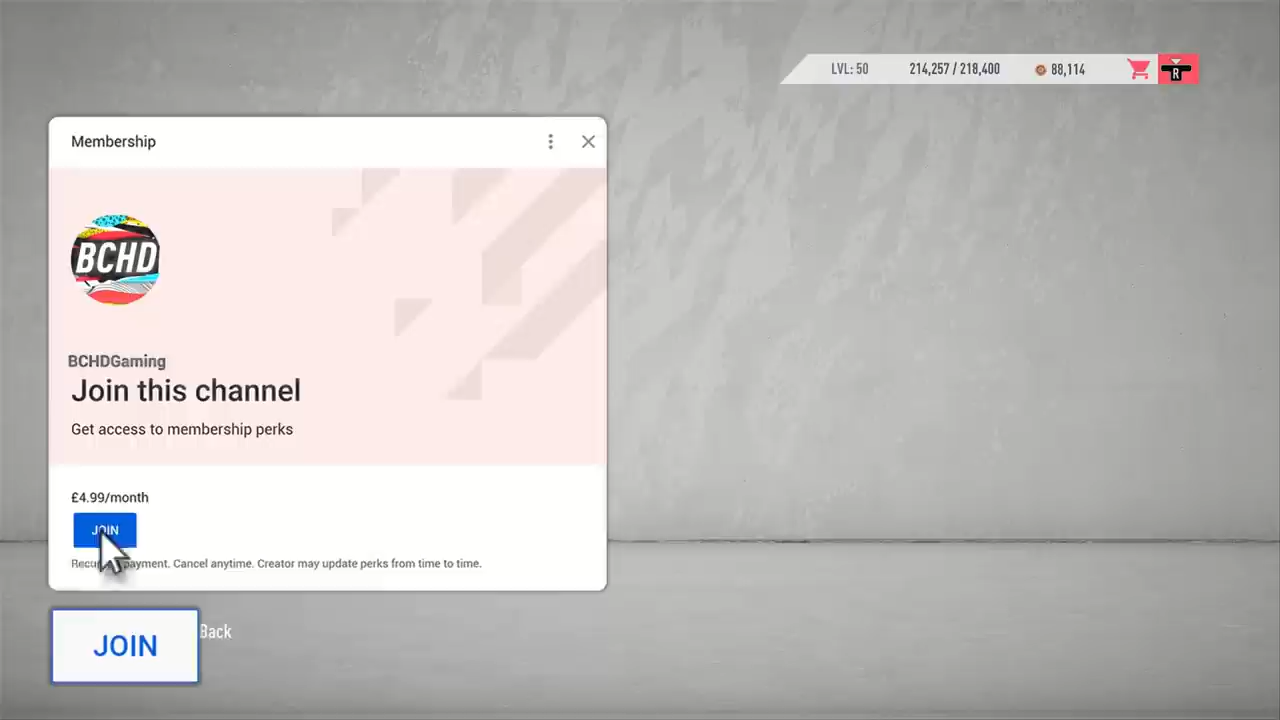 LVL: 50 214,257 / 218,400 88,114
R
Membership
BCHD
BCHDGaming
Join this channel
Get access to membership perks
£4.99/month
JOIN
payment. Cancel anytime. Creator may update perks from time to time.
JOIN
Back